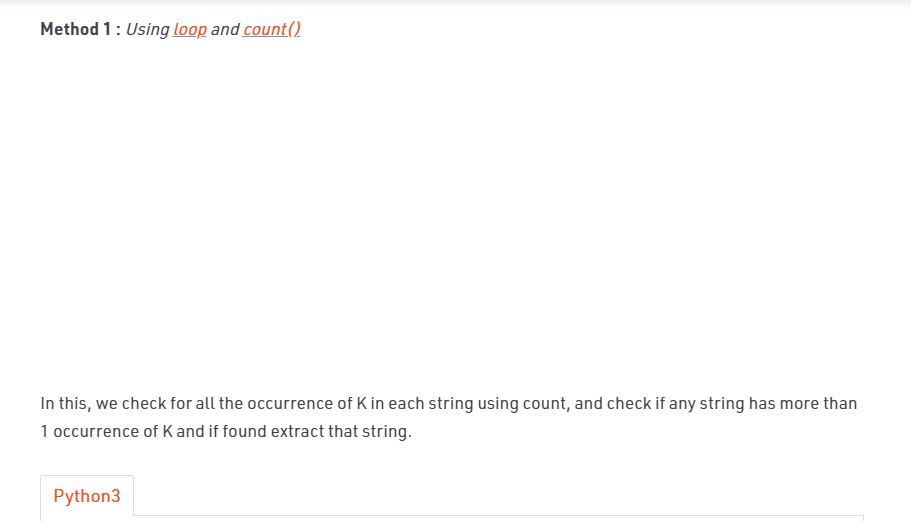 Method 1 : Using loop and count()
In this, we check for all the occurrence of K in each string using count, and check if any string has more than
1 occurrence of K and if found extract that string.
Python3